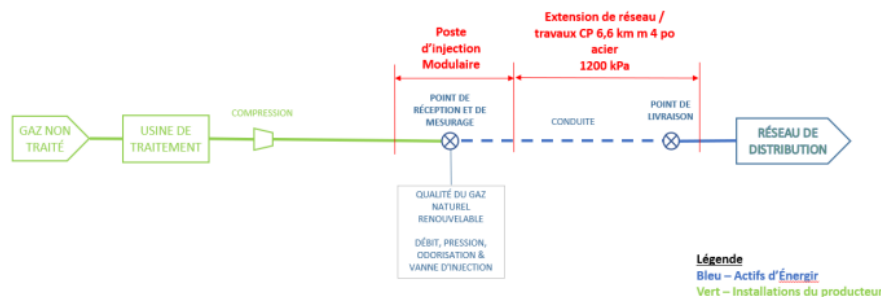 Poste
d'injection
Modulaire
Extension de réseau /
travaux CP 6,6 km m 4 po
acier
1200 kPa
GAZ NON
TRAITÉ
USINE DE
TRAITEMENT
COMPRESSION
POINT DE
RÉCEPTION ET DE
MESURAGE
CONDUITE
POINT DE
LIVRAISON
RÉSEAU DE
DISTRIBUTION
QUALITÉ DU GAZ
NATUREL
RENOUVELABLE
DÉBIT, PRESSION,
ODORISATION &
VANNE D'INJECTION
Légende
Bleu – Actifs d'Énergir
Vert – Installations du producteur